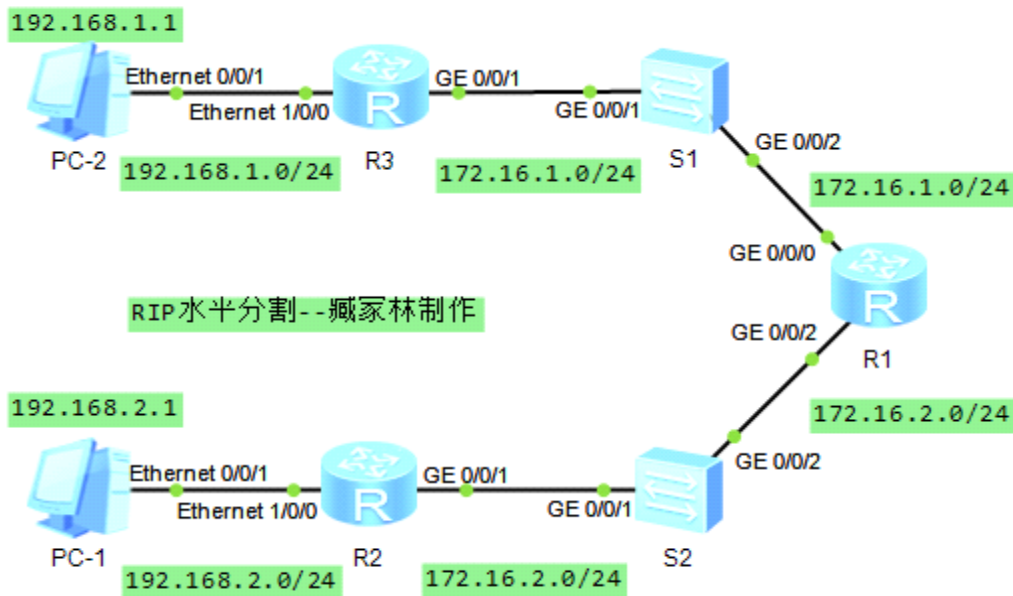 192.168.1.1
Ethernet 0/0/1
Ethernet 1/0/0
GE 0/0/1
GE 0/0/1
GE 0/0/2
PC-2
192.168.1.0/24
R
R3
172.16.1.0/24
S1
172.16.1.0/24
GE 0/0/0
RIP水平分割--臧家林制作
R
GE 0/0/2
R1
192.168.2.1
172.16.2.0/24
Ethernet 0/0/1
Ethernet 1/0/0
GE 0/0/1
GE 0/0/1
GE 0/0/2
R
PC-1
R2
S2
192.168.2.0/24
172.16.2.0/24